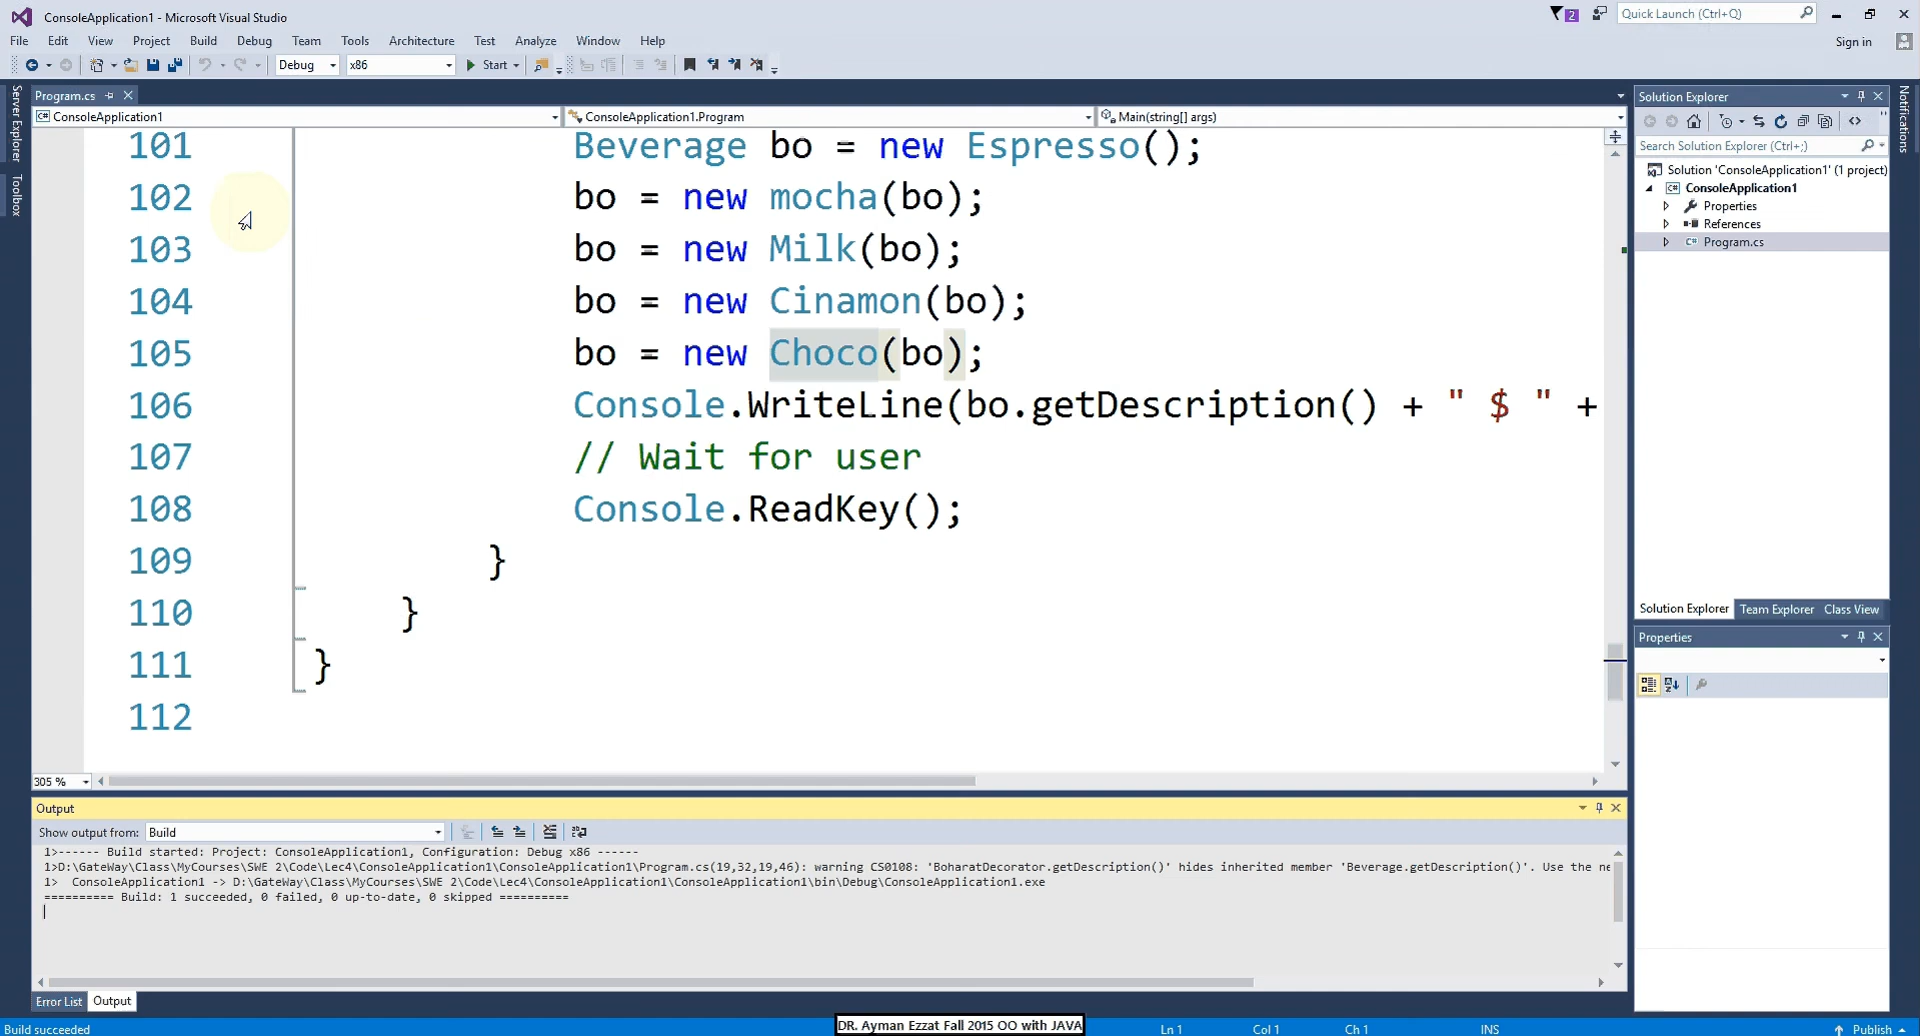 ConsoleApplication1 - Microsoft Visual Studio
2
Quick Launch (Ctrl+Q)
File Edit View Project Build Debug Team Tools Architecture Test Analyze Window Help
Sign in
Debug x86 Start
Server Explorer
Toolbox
Program.cs
ConsoleApplication1 ConsoleApplication1.Program Main(string[] args)
101 Beverage bo = new Espresso();
102 bo = new mocha(bo);
103 bo = new Milk(bo);
104 bo = new Cinamon(bo);
105 bo = new Choco(bo);
106 Console.WriteLine(bo.getDescription() + " $ " +
107 // Wait for user
108 Console.ReadKey();
109 }
110 }
111 }
112
305 %
Solution Explorer
Search Solution Explorer (Ctrl+;)
Solution 'ConsoleApplication1' (1 project)
ConsoleApplication1
Properties
References
Program.cs
Solution Explorer Team Explorer Class View
Properties
Notifications
Output
Show output from: Build
1>------ Build started: Project: ConsoleApplication1, Configuration: Debug x86 ------
1>D:\GateWay\Class\MyCourses\SWE 2\Code\Lec4\ConsoleApplication1\ConsoleApplication1\Program.cs(19,32,19,46): warning CS0108: 'BoharatDecorator.getDescription()' hides inherited member 'Beverage.getDescription()'. Use the ne
1> ConsoleApplication1 -> D:\GateWay\Class\MyCourses\SWE 2\Code\Lec4\ConsoleApplication1\ConsoleApplication1\bin\Debug\ConsoleApplication1.exe
========== Build: 1 succeeded, 0 failed, 0 up-to-date, 0 skipped ==========
Error List Output
Build succeeded
DR. Ayman Ezzat Fall 2015 OO with JAVA
Ln 1 Col 1 Ch 1 INS
Publish